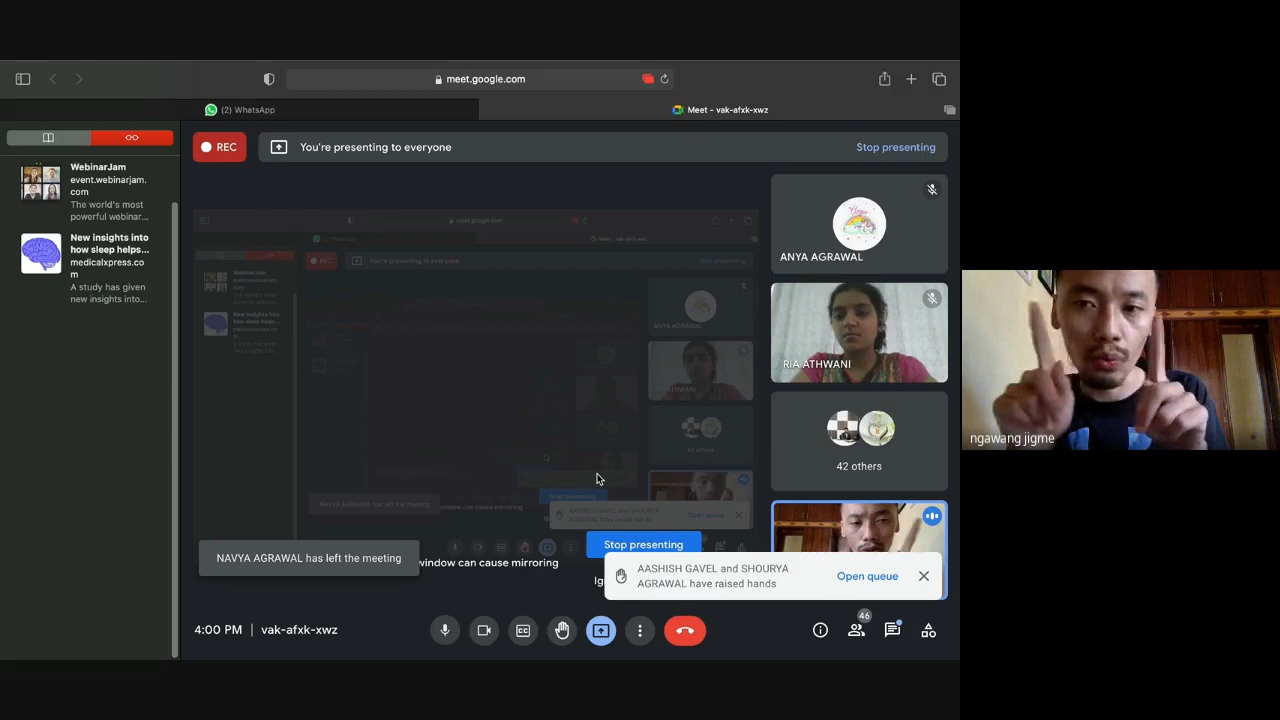 meet.google.com
(2) WhatsApp
Meet - vak-afxk-xwz
WebinarJam
event.webinarjam.
com
The world's most
powerful webinar...
New insights into
how sleep helps...
medicalxpress.co
m
A study has given
new insights into...
REC
You're presenting to everyone
Stop presenting
ANYA AGRAWAL
RIA ATHWANI
42 others
ngawang jigme
Stop presenting
NAVYA AGRAWAL has left the meeting
window can cause mirroring
AASHISH GAVEL and SHOURYA
AGRAWAL have raised hands
Open queue
4:00 PM | vak-afxk-xwz
46